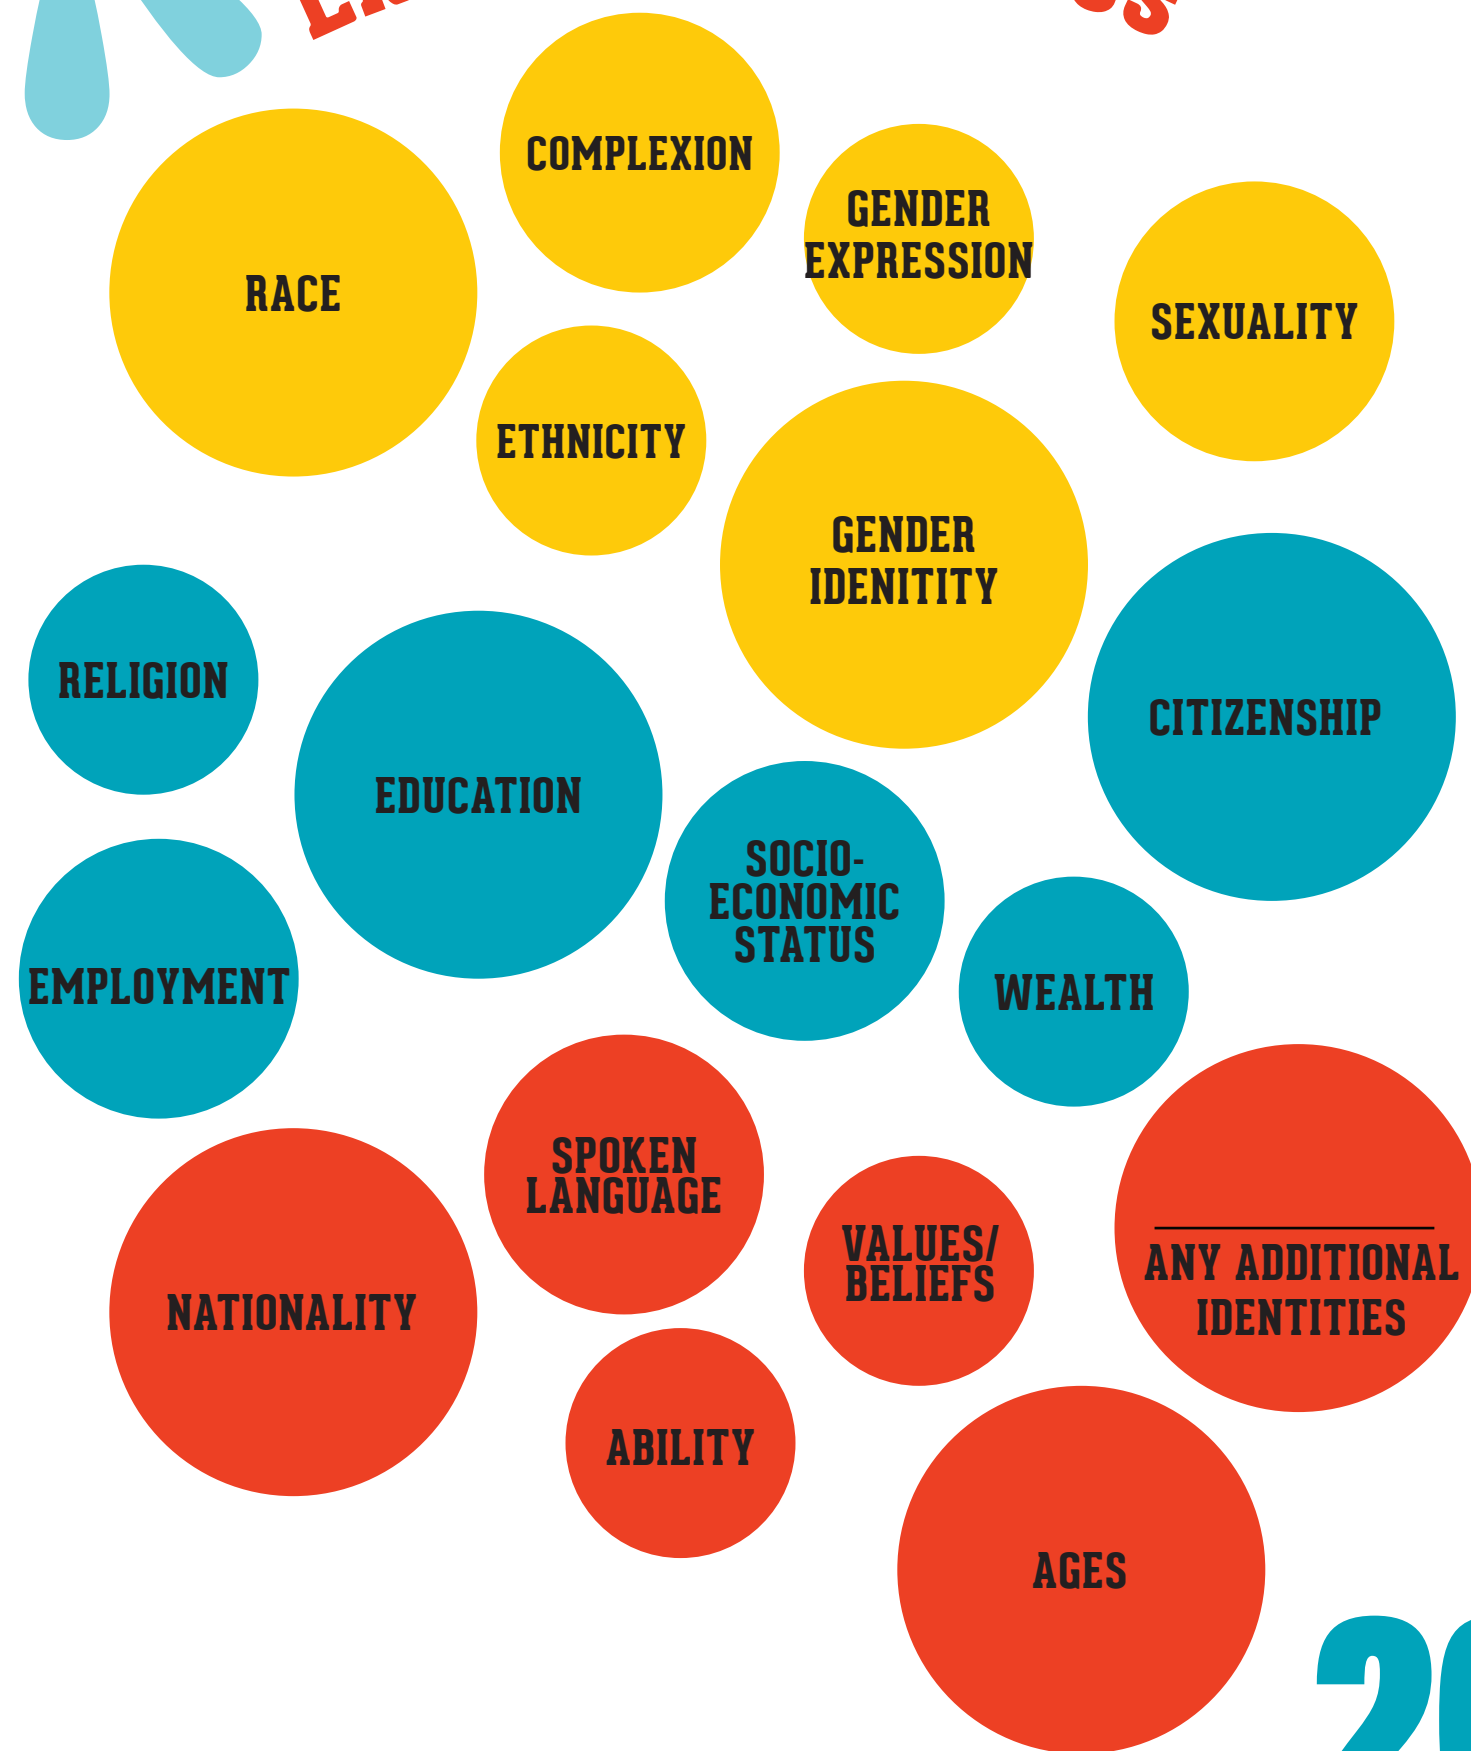 COMPLEXION
GENDER
EXPRESSION
RACE
SEXUALITY
ETHNICITY
GENDER
IDENITITY
RELIGION
CITIZENSHIP
EDUCATION
SOCIO-
ECONOMIC
STATUS
EMPLOYMENT
WEALTH
SPOKEN
LANGUAGE
VALUES/
BELIEFS
ANY ADDITIONAL
IDENTITIES
NATIONALITY
ABILITY
AGES